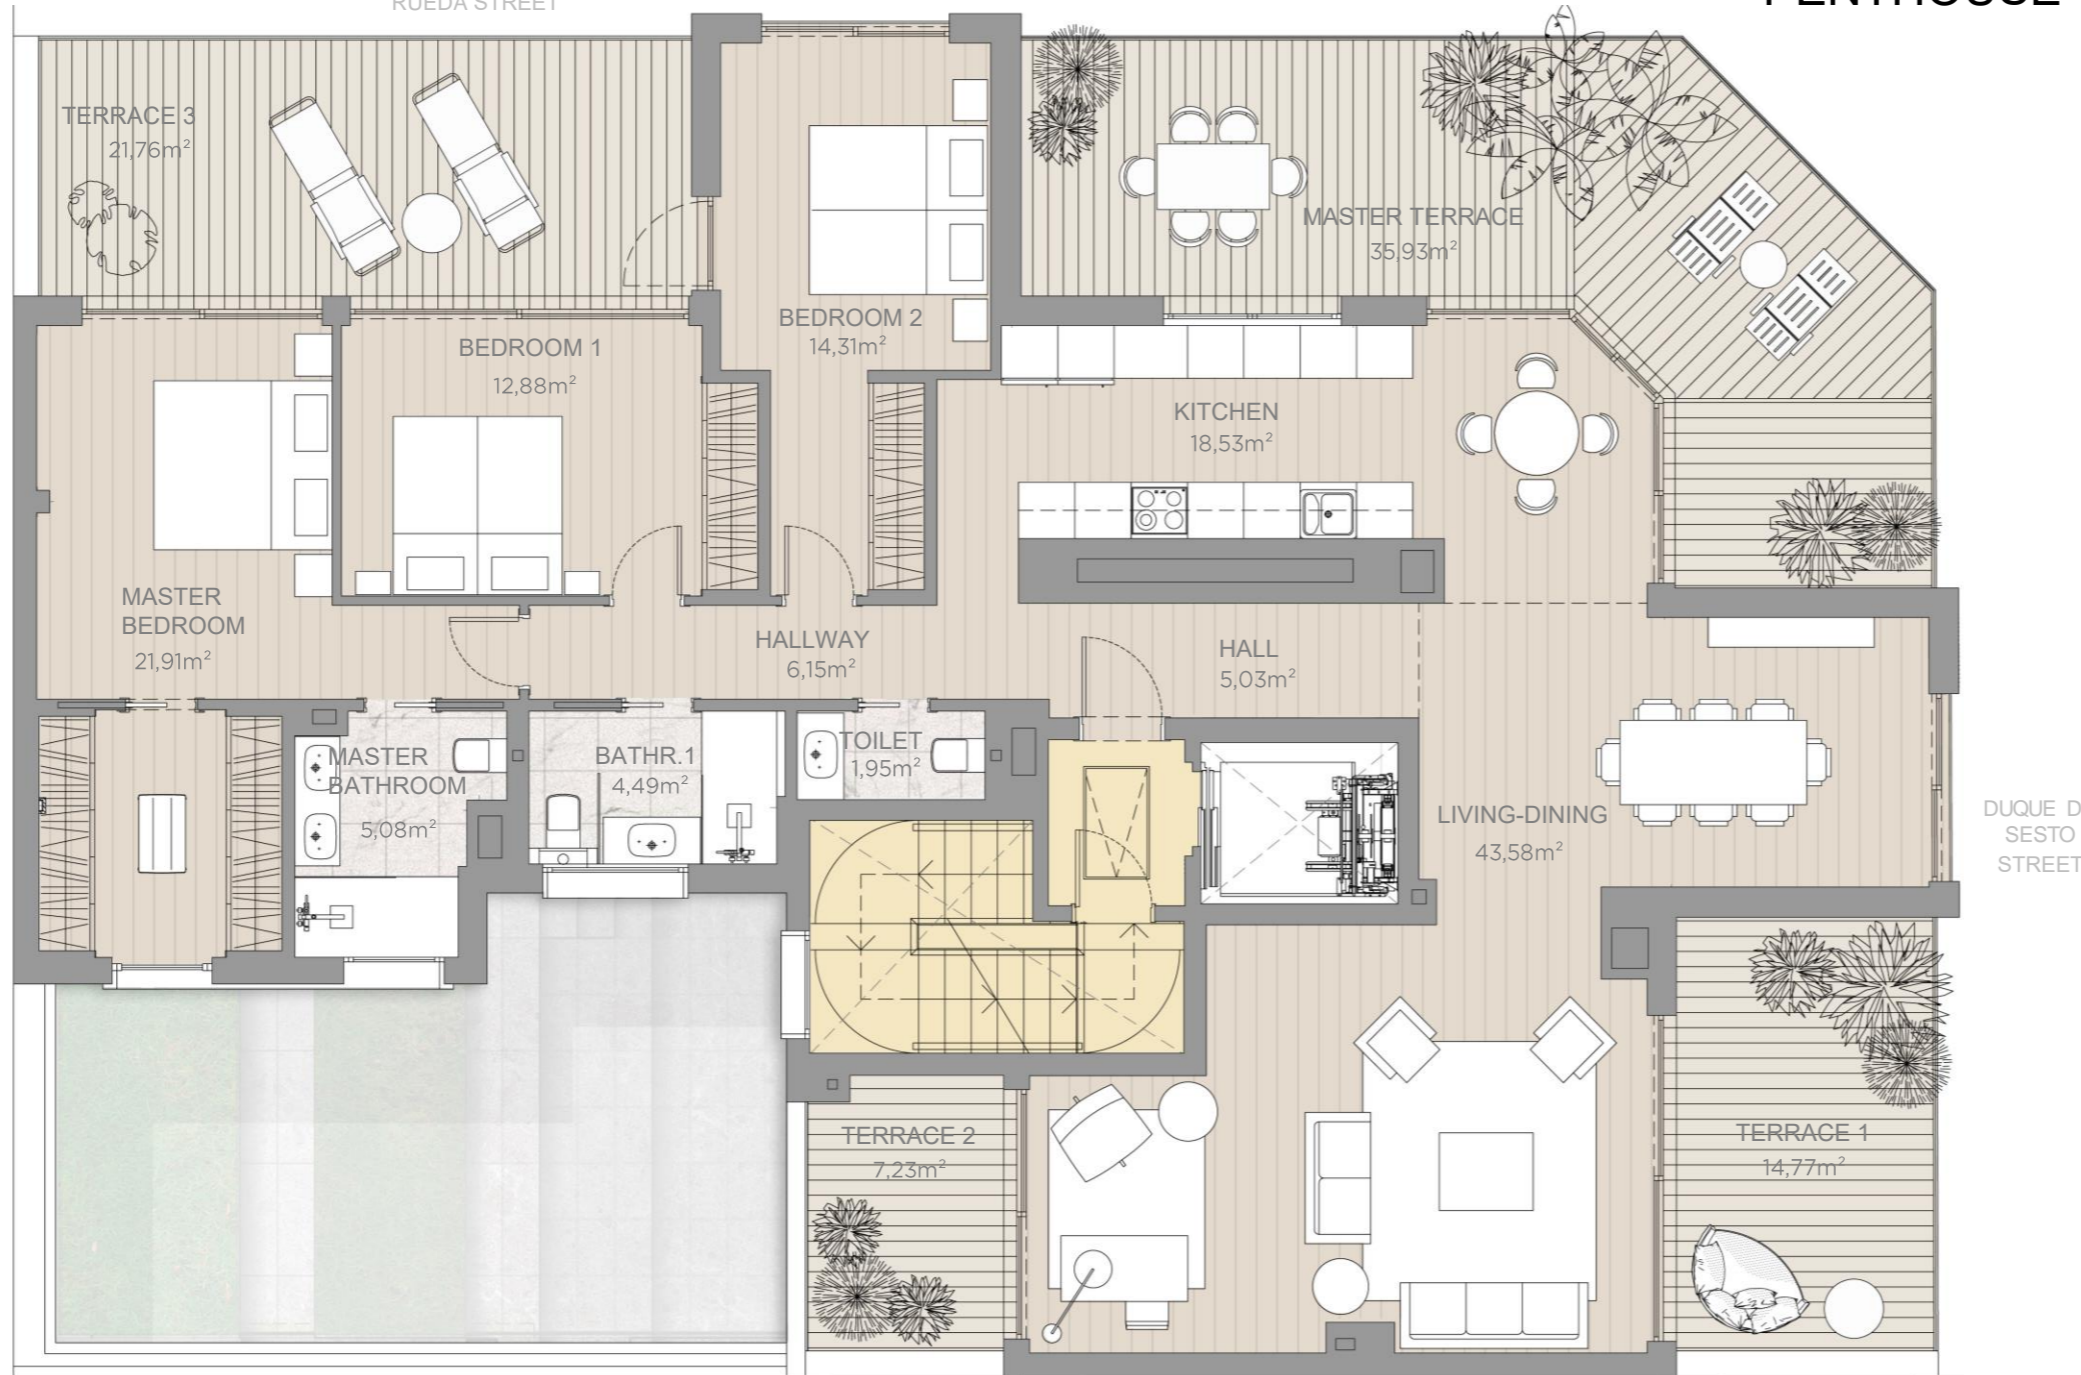 RUEDA STREET
PENTHOUSE
TERRACE 3
21,76m²
MASTER TERRACE
35,93m²
BEDROOM 2
14,31m²
BEDROOM 1
12,88m²
KITCHEN
18,53m²
MASTER
BEDROOM
21,91m²
HALLWAY
6,15m²
HALL
5,03m²
MASTER
BATHROOM
5,08m²
BATHR.1
4,49m²
TOILET
1,95m²
LIVING-DINING
43,58m²
DUQUE D
SESTO
STREET
TERRACE 2
7,23m²
TERRACE 1
14,77m²